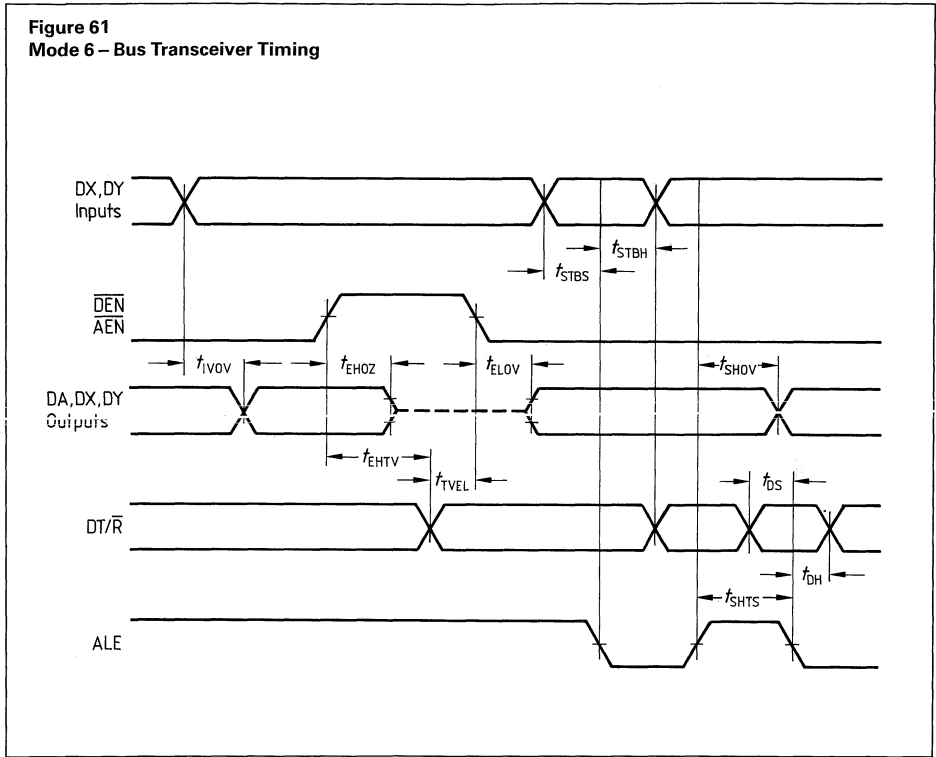 Figure 61
Mode 6 – Bus Transceiver Timing
DX,DY
Inputs
tSTBH
tSTBS
DEN
AEN
tIVOV
tEHOZ
tELOV
tSHOV
DA,DX,DY
Outputs
tEHTV
tTVEL
tDS
DT/R
tDH
tSHTS
ALE